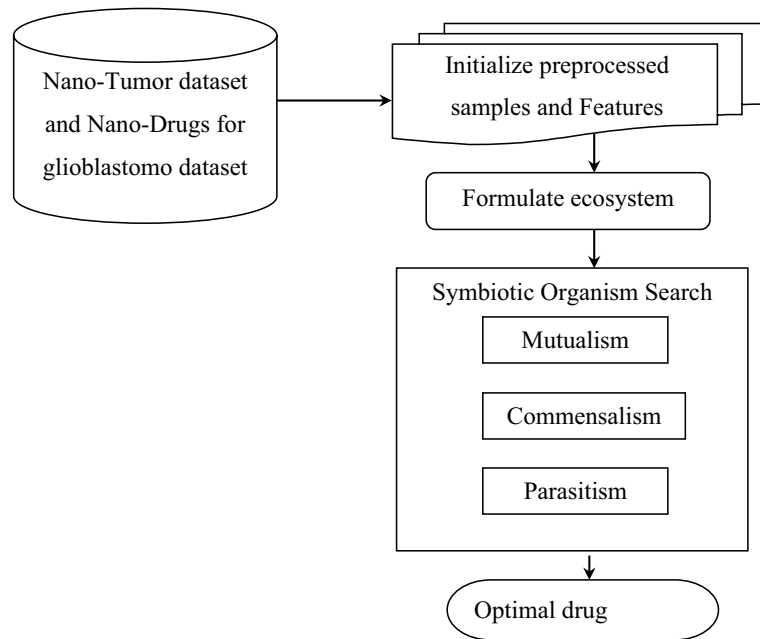 Nano-Tumor dataset
and Nano-Drugs for
glioblastomo dataset
Initialize preprocessed
samples and Features
Formulate ecosystem
Symbiotic Organism Search
Mutualism
Commensalism
Parasitism
Optimal drug